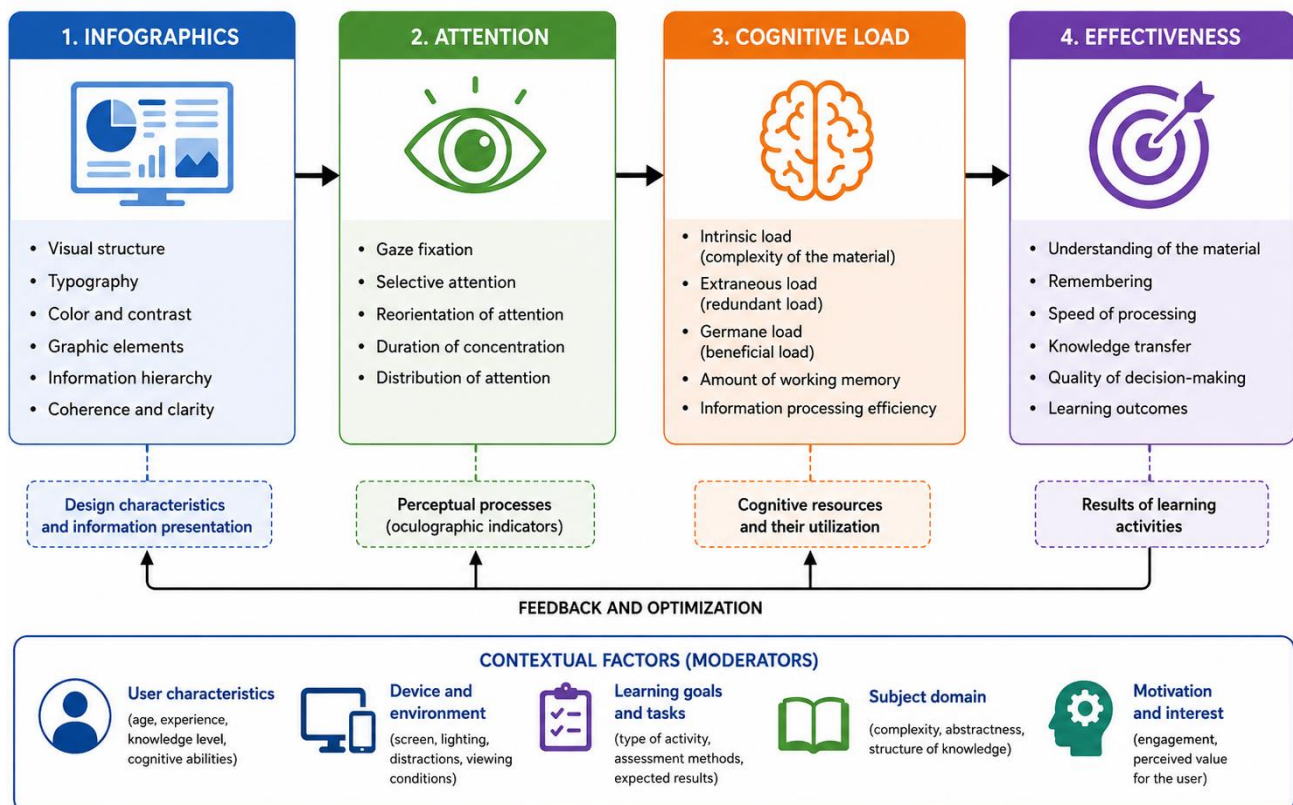 1. INFOGRAPHICS
• Visual structure
• Typography
• Color and contrast
• Graphic elements
• Information hierarchy
• Coherence and clarity
Design characteristics
and information presentation
2. ATTENTION
• Gaze fixation
• Selective attention
• Reorientation of attention
• Duration of concentration
• Distribution of attention
Perceptual processes
(oculographic indicators)
3. COGNITIVE LOAD
• Intrinsic load
(complexity of the material)
• Extraneous load
(redundant load)
• Germane load
(beneficial load)
• Amount of working memory
• Information processing efficiency
Cognitive resources
and their utilization
4. EFFECTIVENESS
• Understanding of the material
• Remembering
• Speed of processing
• Knowledge transfer
• Quality of decision-making
• Learning outcomes
Results of learning
activities
FEEDBACK AND OPTIMIZATION
CONTEXTUAL FACTORS (MODERATORS)
User characteristics
(age, experience,
knowledge level,
cognitive abilities)
Device and
environment
(screen, lighting,
distractions, viewing
conditions)
Learning goals
and tasks
(type of activity,
assessment methods,
expected results)
Subject domain
(complexity, abstractness,
structure of knowledge)
Motivation
and interest
(engagement,
perceived value
for the user)